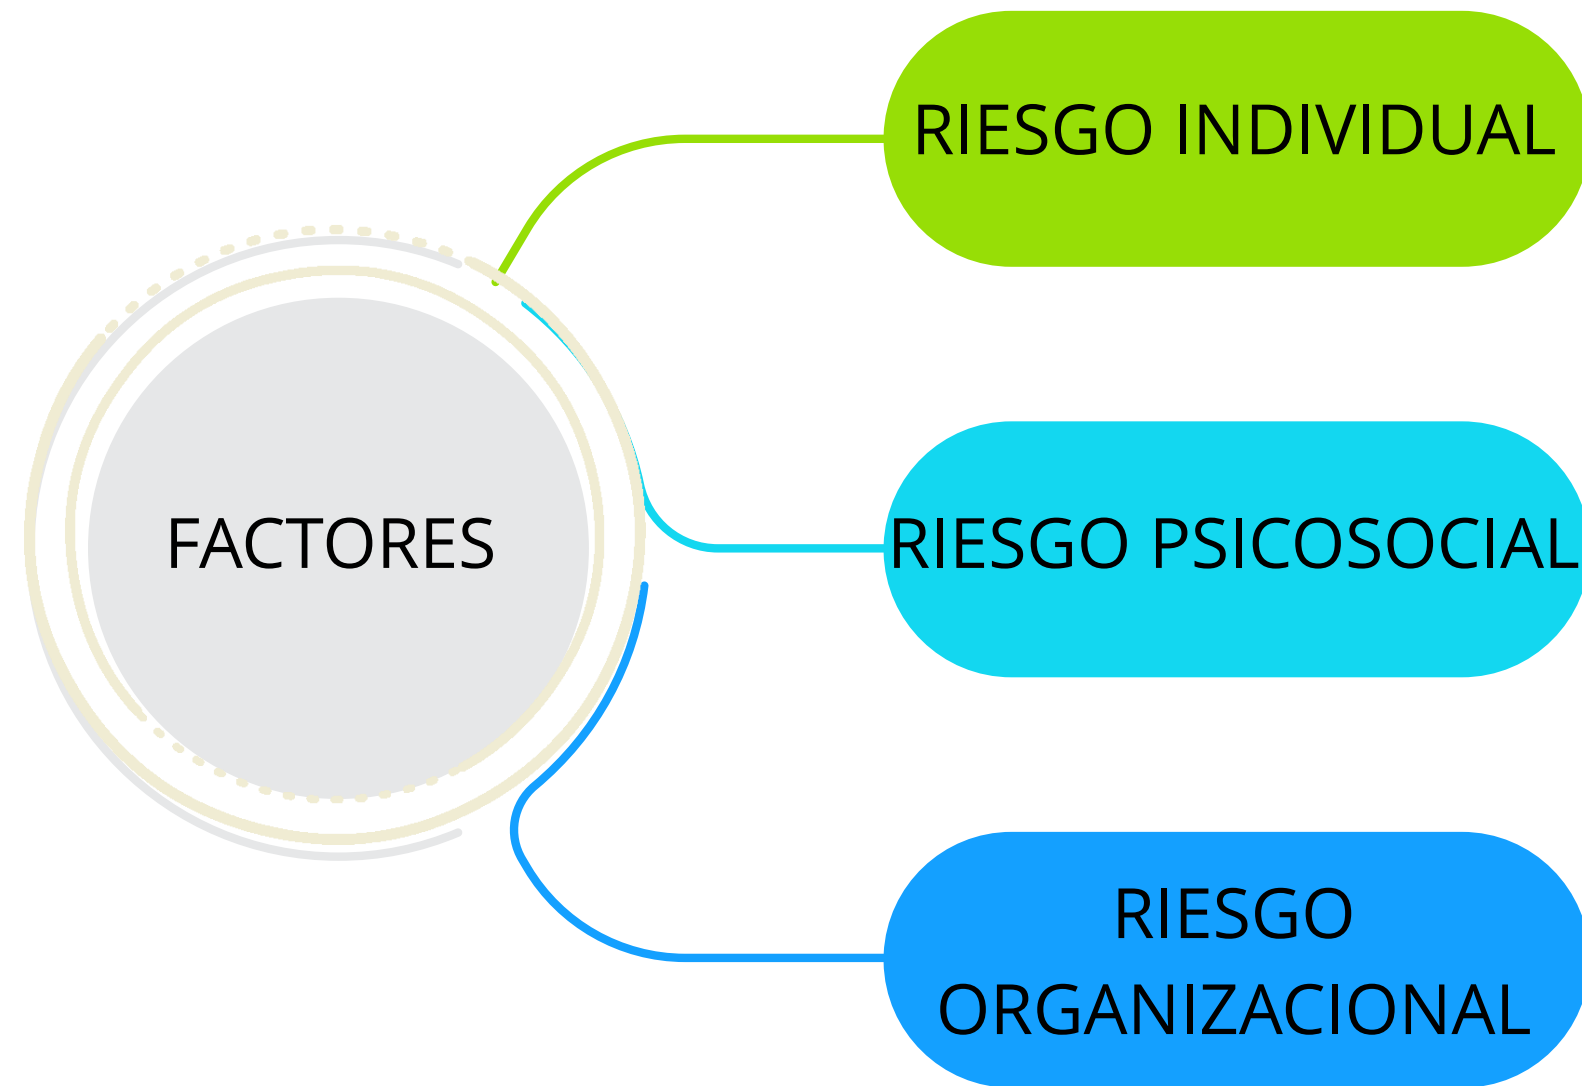 RIESGO INDIVIDUAL
FACTORES
RIESGO PSICOSOCIAL
RIESGO
ORGANIZACIONAL